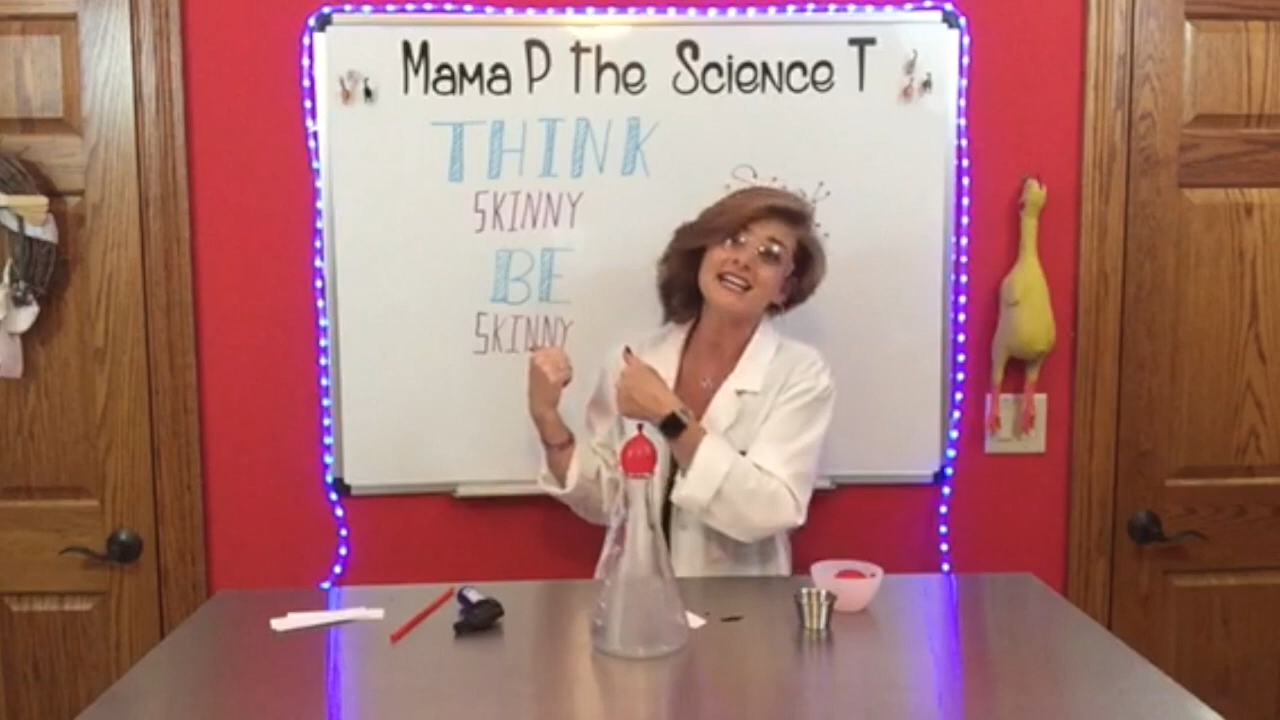 Mama P The Science T
THINK
SKINNY
BE
SKINNY